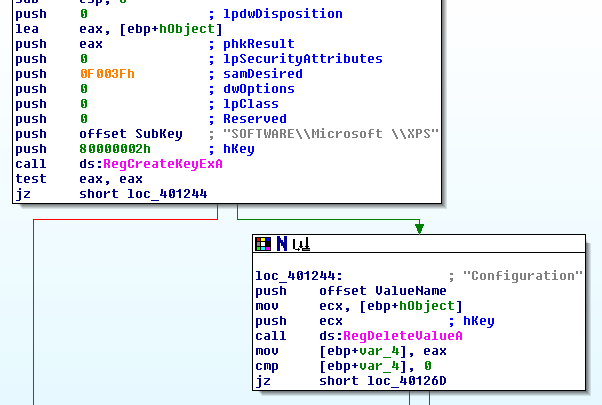 push    0               ; lpdwDisposition
lea     eax, [ebp+hObject]
push    eax             ; phkResult
push    0               ; lpSecurityAttributes
push    0F003Fh         ; samDesired
push    0               ; dwOptions
push    0               ; lpClass
push    0               ; Reserved
push    offset SubKey   ; "SOFTWARE\\Microsoft \\XPS"
push    80000002h       ; hKey
call    ds:RegCreateKeyExA
test    eax, eax
jz      short loc_401244
loc_401244:             ; "Configuration"
push    offset ValueName
mov     ecx, [ebp+hObject]
push    ecx             ; hKey
call    ds:RegDeleteValueA
mov     [ebp+var_4], eax
cmp     [ebp+var_4], 0
jz      short loc_40126D